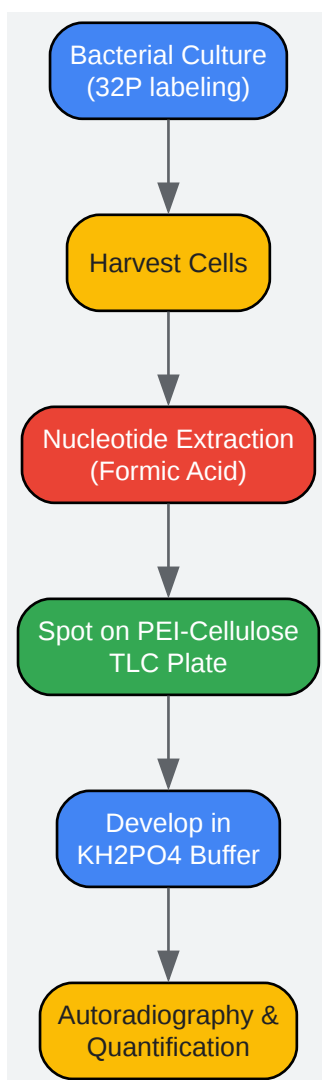 Bacterial Culture
(32P labeling)
Harvest Cells
Nucleotide Extraction
(Formic Acid)
Spot on PEI-Cellulose
TLC Plate
Develop in
KH2PO4 Buffer
Autoradiography &
Quantification